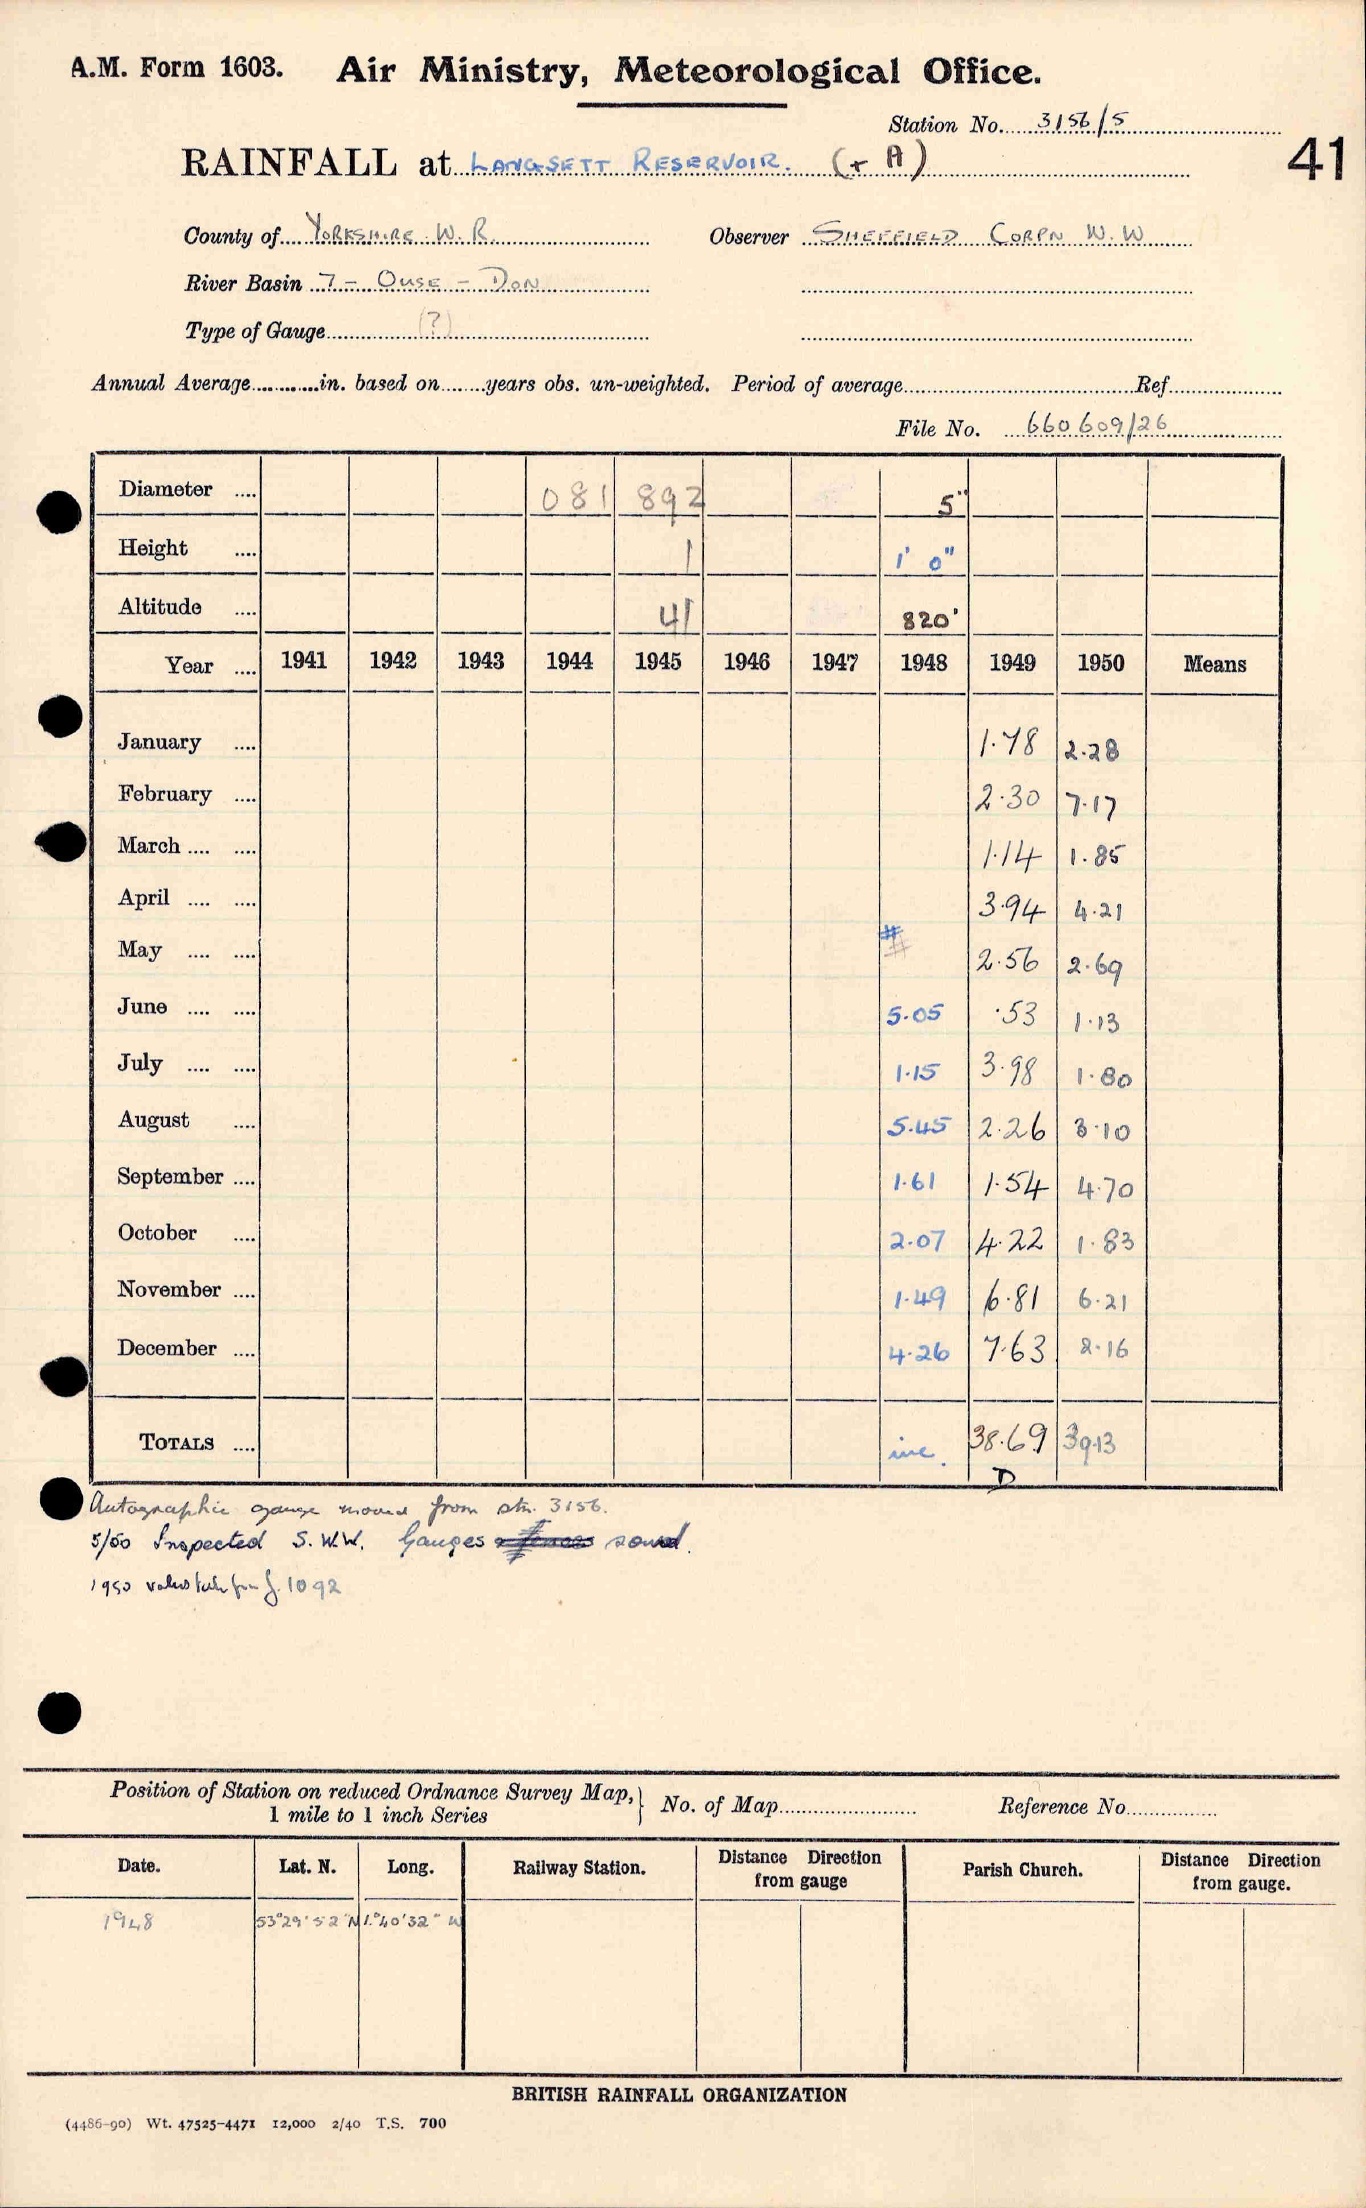 A.M. Form 1603. Air Ministry, Meteorological Office.
Station No. 3156/5
41
RAINFALL at LANGSETT RESERVOIR. (+ A)
County of YORKSHIRE W.R. Observer SHEFFIELD CORPN W.W
River Basin 7 - OUSE - DON
Type of Gauge (?)
Annual Average in. based on years obs. un-weighted. Period of average Ref
File No. 660609/26
Diameter 081 892 5"
Height 1 1' 0"
Altitude 41 820'
Year 1941 1942 1943 1944 1945 1946 1947 1948 1949 1950 Means
January 1.78 2.28
February 2.30 7.17
March 1.14 1.85
April 3.94 4.21
May # # 2.56 2.69
June 5.05 .53 1.13
July 1.15 3.98 1.80
August 5.45 2.26 3.10
September 1.61 1.54 4.70
October 2.07 4.22 1.83
November 1.49 6.81 6.21
December 4.26 7.63 2.16
TOTALS inc. 38.69 39.13
D
Autographic gauge moved from stn. 3156.
5/50 Inspected S.W.W. Gauges sound.
1950 values from J. 1092
Position of Station on reduced Ordnance Survey Map, 1 mile to 1 inch Series } No. of Map Reference No.
Date. Lat. N. Long. Railway Station. Distance Direction from gauge Parish Church. Distance Direction from gauge.
1948 53°29'52"N 1°40'32" W
BRITISH RAINFALL ORGANIZATION
(4486-90) Wt. 47525-4471 12,000 2/40 T.S. 700